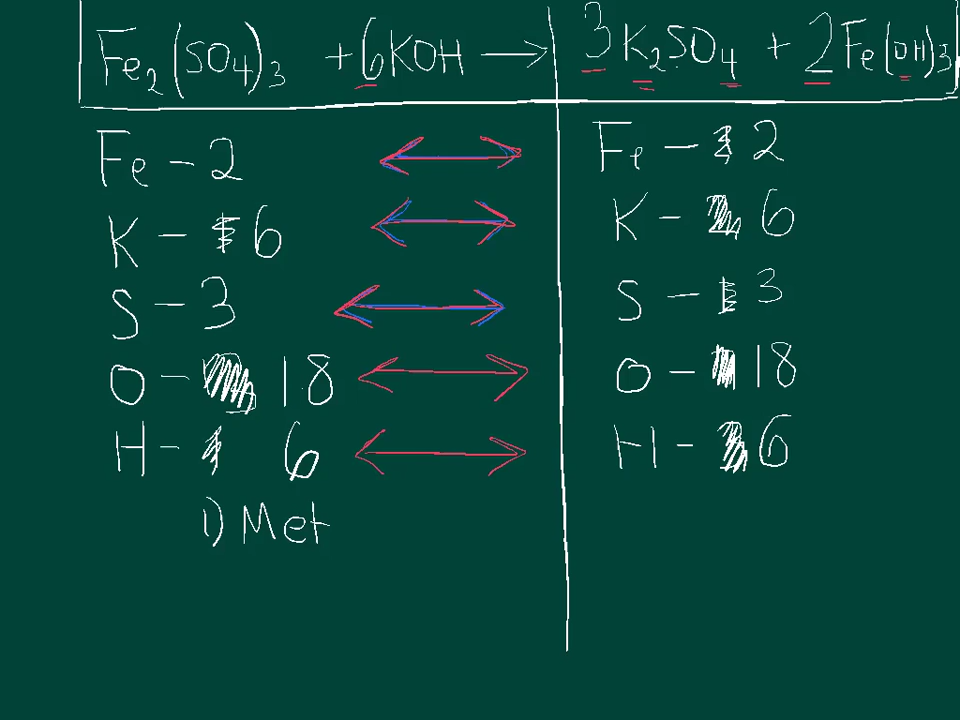 Fe₂(SO₄)₃ + 6KOH → 3K₂SO₄ + 2Fe(OH)₃
Fe - 2 Fe - 2
K - 6 K - 6
S - 3 S - 3
O - 18 O - 18
H - 6 H - 6
1) Met